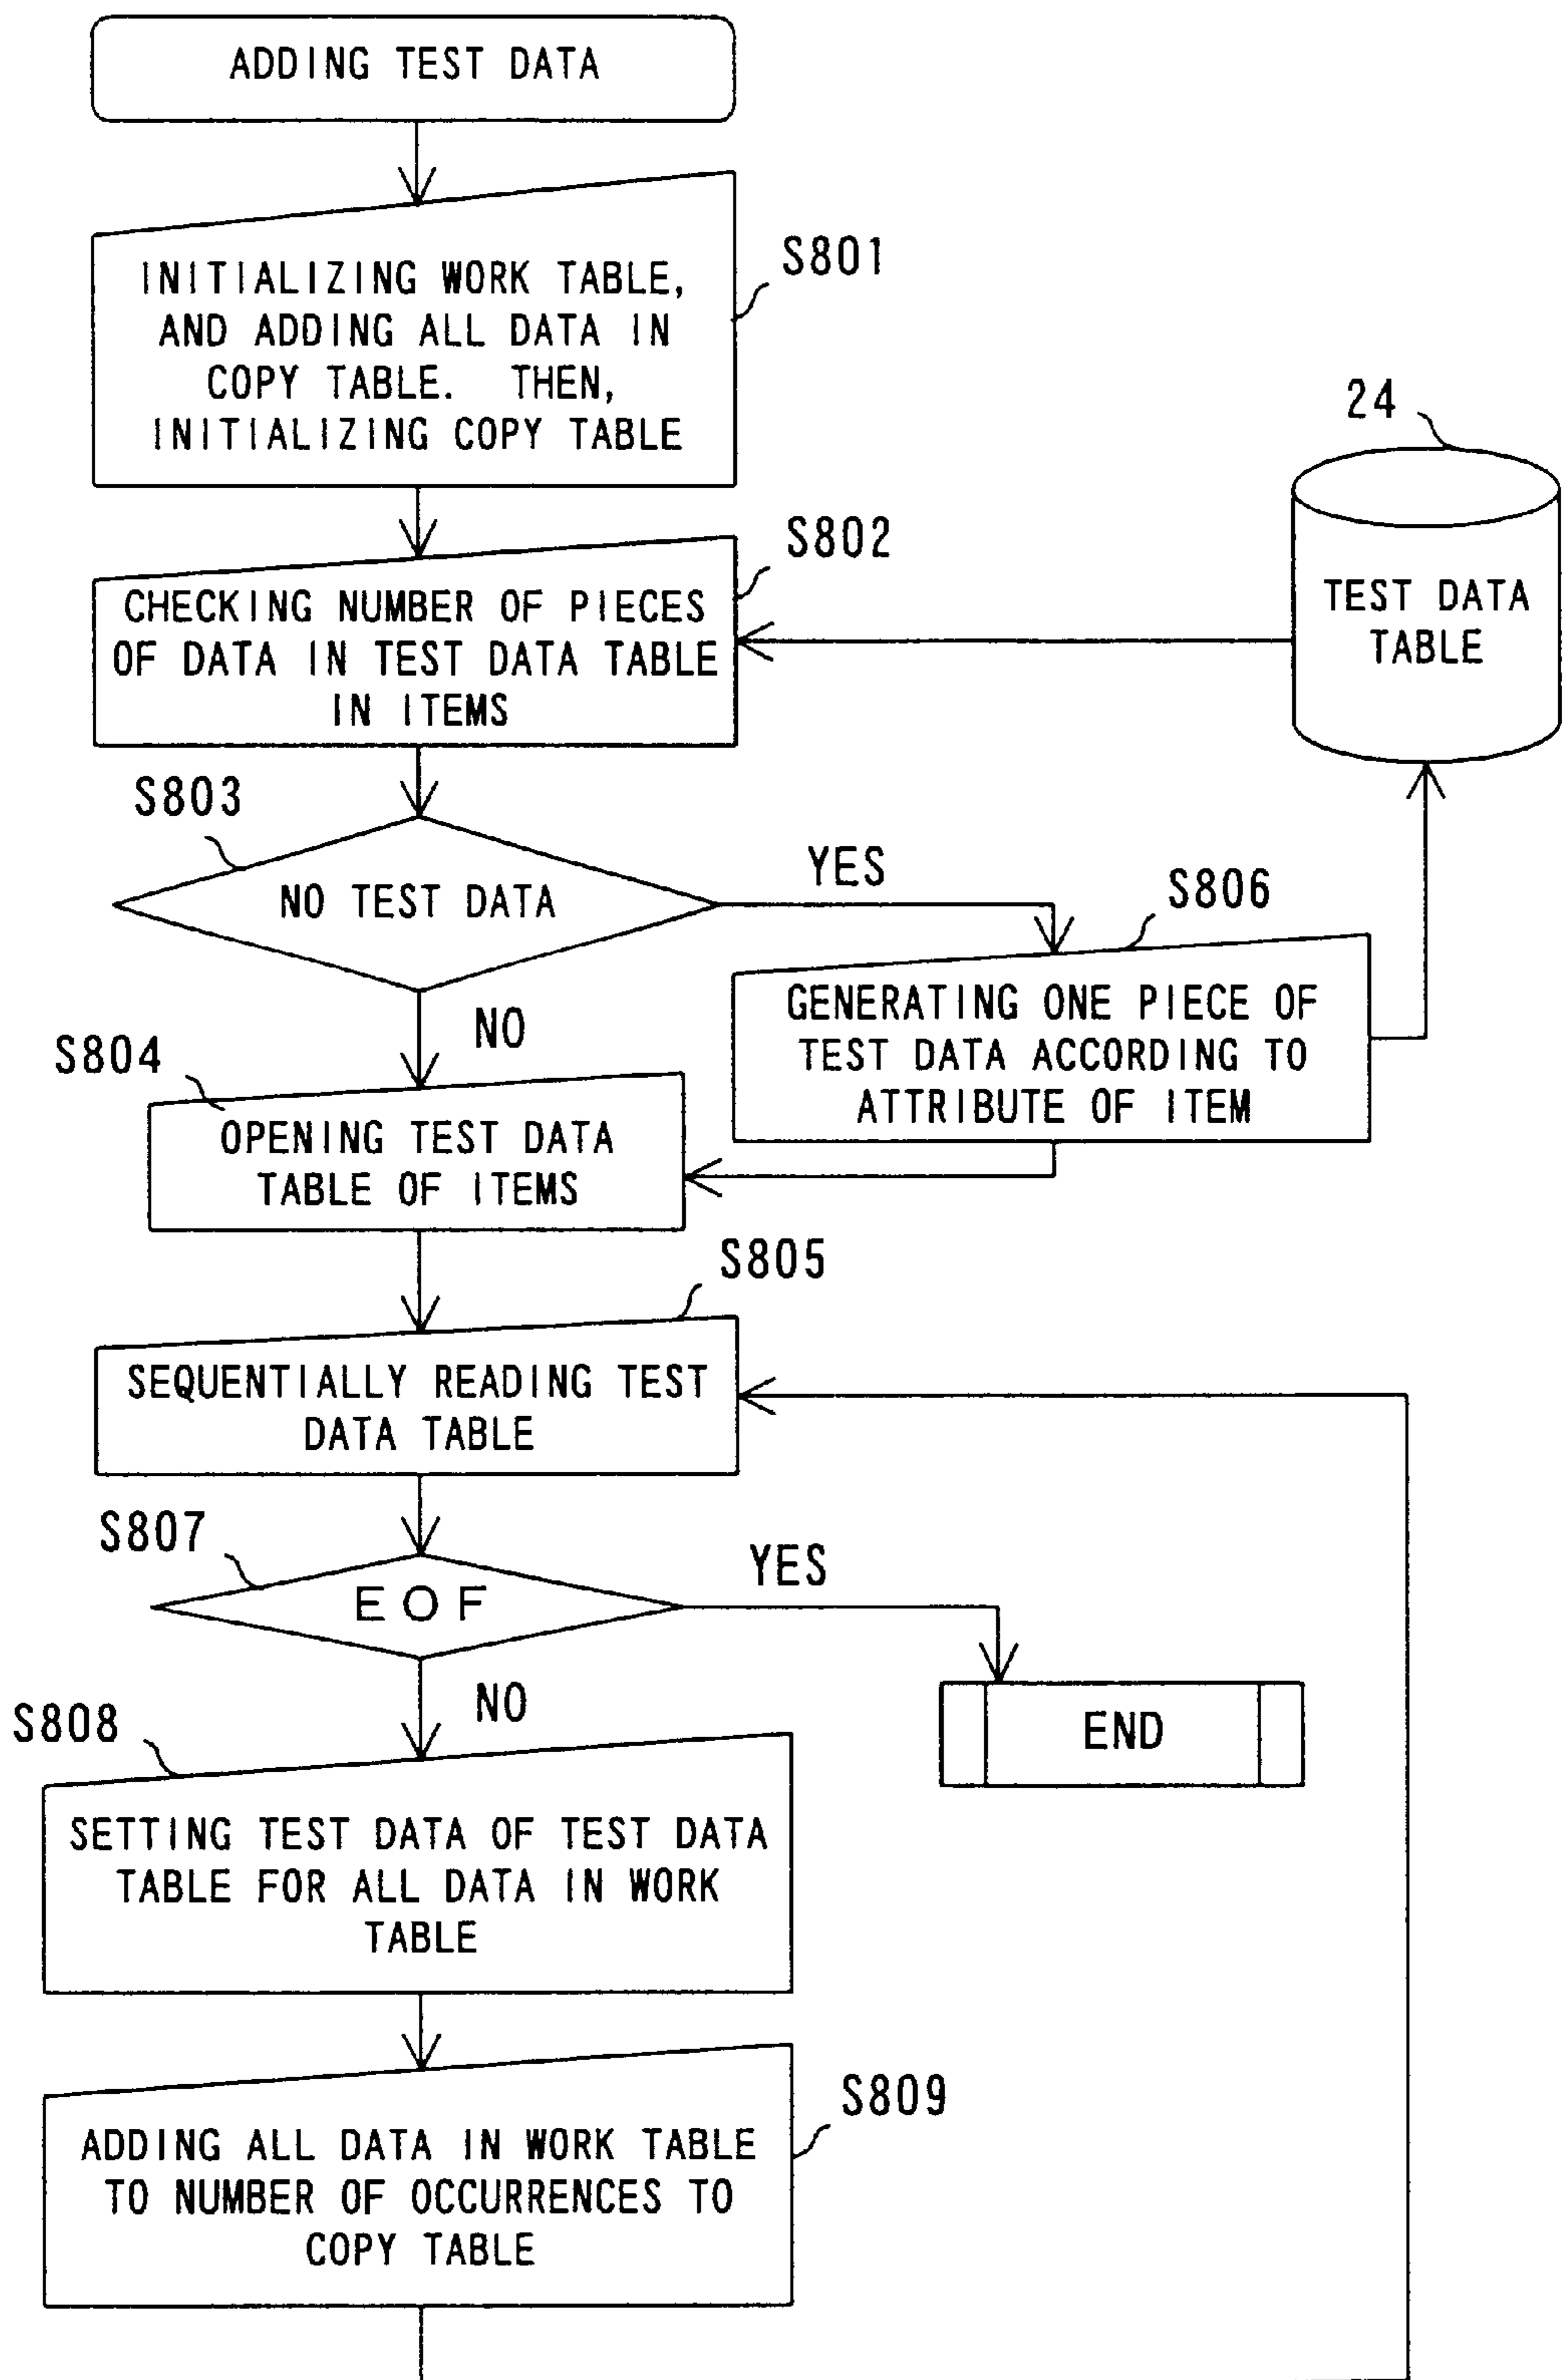 ADDING TEST DATA
S801
INITIALIZING WORK TABLE,
AND ADDING ALL DATA IN
COPY TABLE. THEN,
INITIALIZING COPY TABLE
24
TEST DATA
TABLE
S802
CHECKING NUMBER OF PIECES
OF DATA IN TEST DATA TABLE
IN ITEMS
S803
NO TEST DATA
YES
NO
S806
GENERATING ONE PIECE OF
TEST DATA ACCORDING TO
ATTRIBUTE OF ITEM
S804
OPENING TEST DATA
TABLE OF ITEMS
S805
SEQUENTIALLY READING TEST
DATA TABLE
S807
EOF
YES
NO
END
S808
SETTING TEST DATA OF TEST DATA
TABLE FOR ALL DATA IN WORK
TABLE
S809
ADDING ALL DATA IN WORK TABLE
TO NUMBER OF OCCURRENCES TO
COPY TABLE